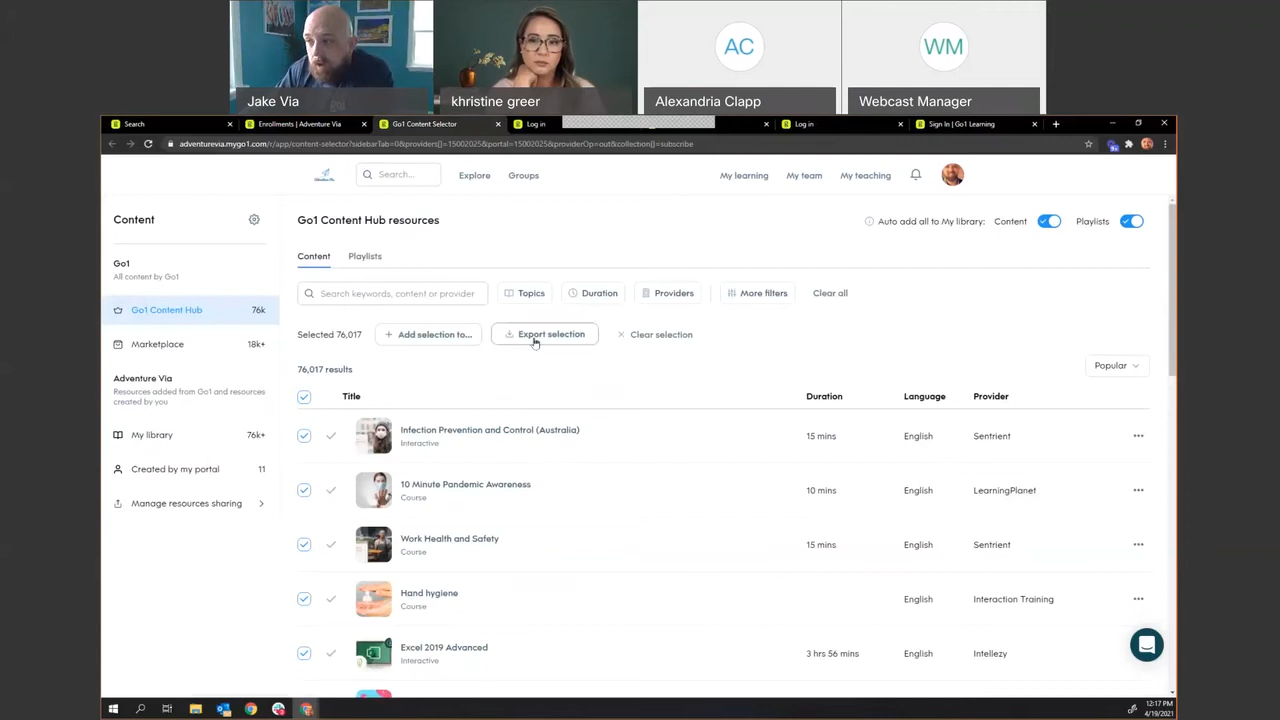 AC
WM
Jake Via
khristine greer
Alexandria Clapp
Webcast Manager
Search
Enrollments | Adventure Via
Go1 Content Selector
Log in
Log in
Sign In | Go1 Learning
adventurevia.mygo1.com/r/app/content-selector?sidebarTab=0&providers[]=15002025&portal=15002025&providerOp=out&collection[]=subscribe
Search...
Explore
Groups
My learning
My team
My teaching
Content
Go1 Content Hub resources
Auto add all to My library:
Content
Playlists
Go1
All content by Go1
Content
Playlists
Go1 Content Hub
76k
Search keywords, content or provider
Topics
Duration
Providers
More filters
Clear all
Marketplace
18k+
Selected 76,017
Add selection to...
Export selection
Clear selection
Adventure Via
Resources added from Go1 and resources
created by you
76,017 results
Popular
Title
Duration
Language
Provider
My library
76k+
Infection Prevention and Control (Australia)
Interactive
15 mins
English
Sentrient
Created by my portal
11
10 Minute Pandemic Awareness
Course
10 mins
English
LearningPlanet
Manage resources sharing
Work Health and Safety
Course
15 mins
English
Sentrient
Hand hygiene
Course
English
Interaction Training
Excel 2019 Advanced
Interactive
3 hrs 56 mins
English
Intellezy
12:17 PM
4/19/2021